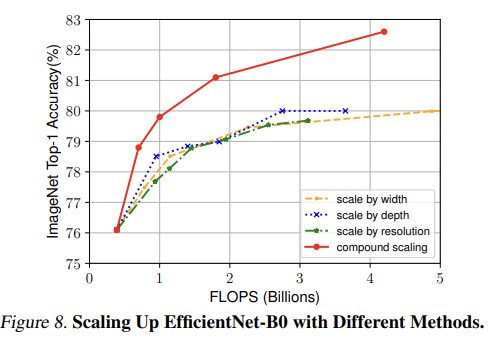 83
82
81
80
79
78
77
76
75
ImageNet Top-1 Accuracy(%)
scale by width
scale by depth
scale by resolution
compound scaling
0 1 2 3 4 5
FLOPS (Billions)
Figure 8. Scaling Up EfficientNet-B0 with Different Methods.